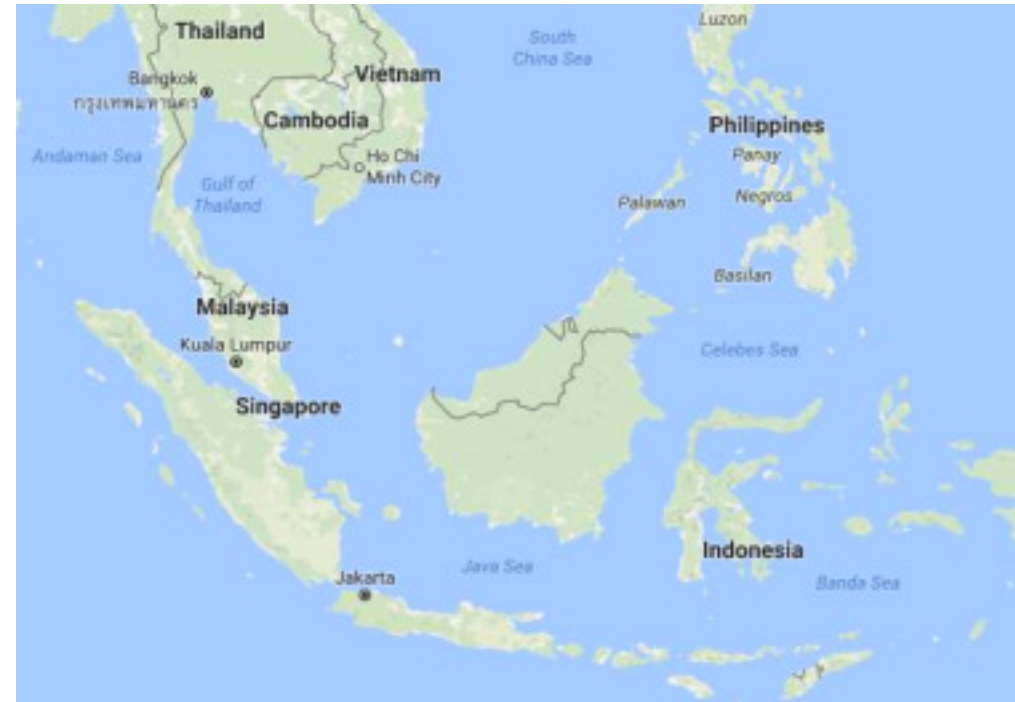 Luzon
Thailand
South
China Sea
Vietnam
Bangkok
กรุงเทพมหานคร
Cambodia
Philippines
Andaman Sea
Ho Chi
Minh City
Panay
Gulf of
Thailand
Negros
Palawan
Basilan
Malaysia
Kuala Lumpur
Celebes Sea
Singapore
Indonesia
Java Sea
Jakarta
Banda Sea